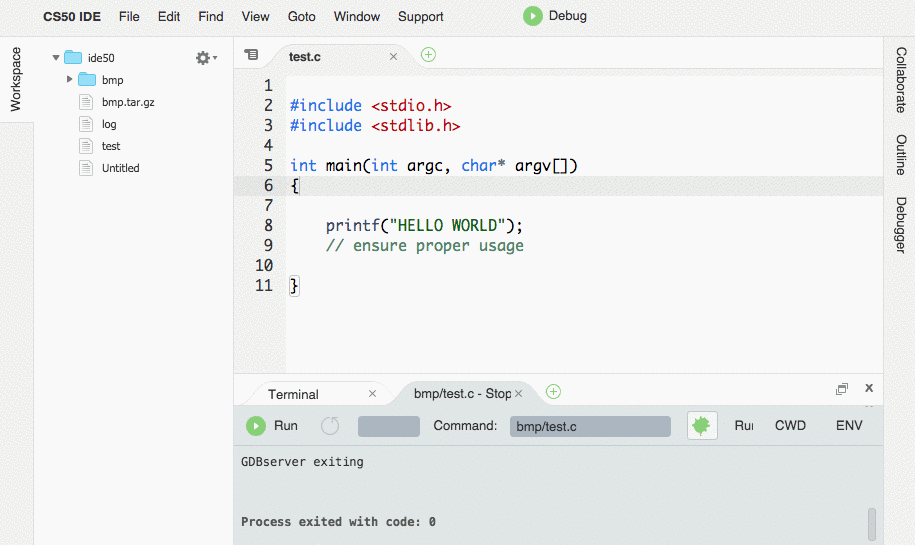 CS50 IDE File Edit Find View Goto Window Support Debug
Workspace
ide50
bmp
bmp.tar.gz
log
test
Untitled
test.c
1
2 #include <stdio.h>
3 #include <stdlib.h>
4
5 int main(int argc, char* argv[])
6 {
7
8 printf("HELLO WORLD");
9 // ensure proper usage
10
11 }
Collaborate
Outline
Debugger
Terminal bmp/test.c - Stop
Run Command: bmp/test.c Ru CWD ENV
GDBserver exiting
Process exited with code: 0